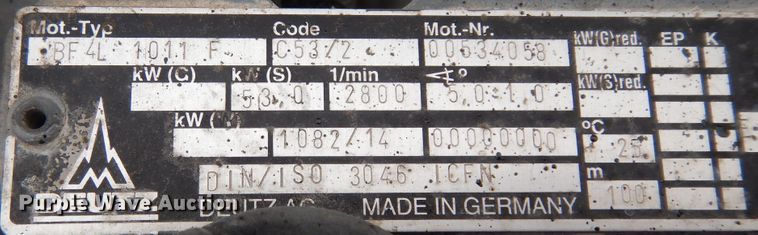 Mot.-Typ Code Mot.-Nr. kW(G)red. EP K
BF4L 1011 F C53/2 00534058
kW (G) kW (S) 1/min ∢° kW(S)red.
53.0 2800 5.0 1.0
kW °C
1082/14 00000000 25
DIN/ISO 3046 ICFN m
100
DEUTZ
DEUTZ AG MADE IN GERMANY
Purple Wave Auction